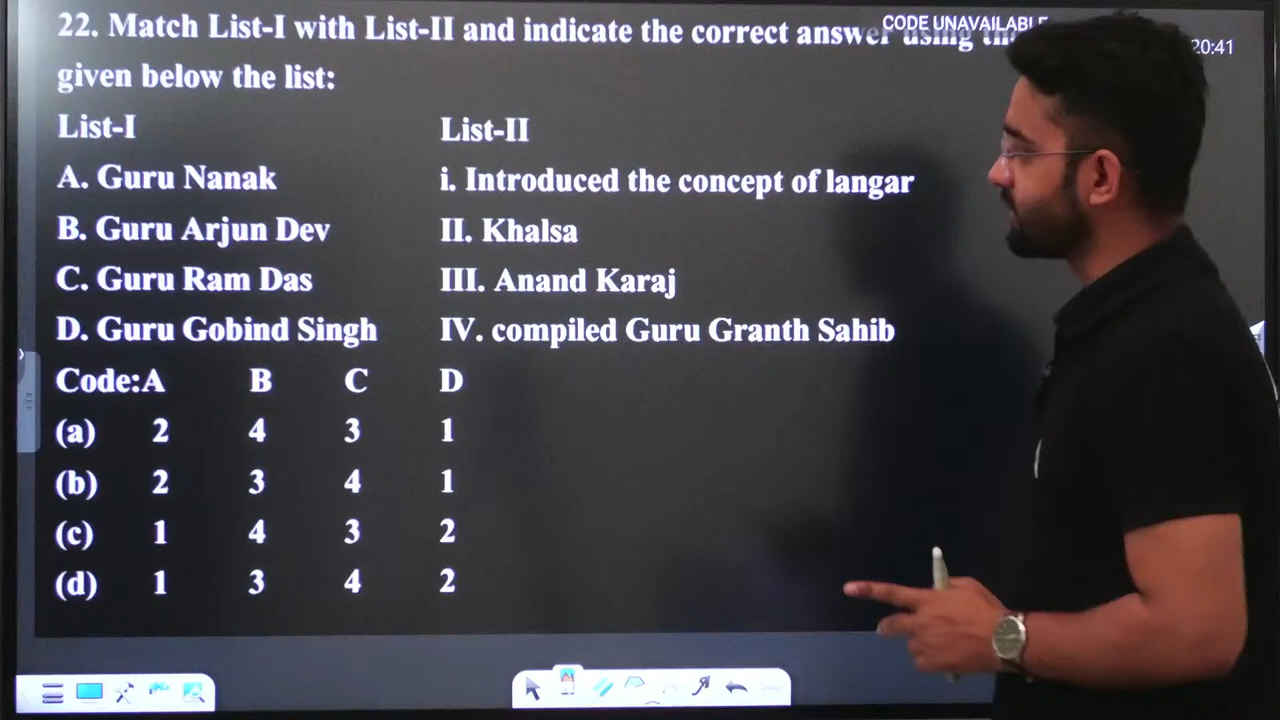 CODE UNAVAILABLE
22. Match List-I with List-II and indicate the correct answer using
20:41
given below the list:
List-I List-II
A. Guru Nanak i. Introduced the concept of langar
B. Guru Arjun Dev II. Khalsa
C. Guru Ram Das III. Anand Karaj
D. Guru Gobind Singh IV. compiled Guru Granth Sahib
Code:A B C D
(a) 2 4 3 1
(b) 2 3 4 1
(c) 1 4 3 2
(d) 1 3 4 2